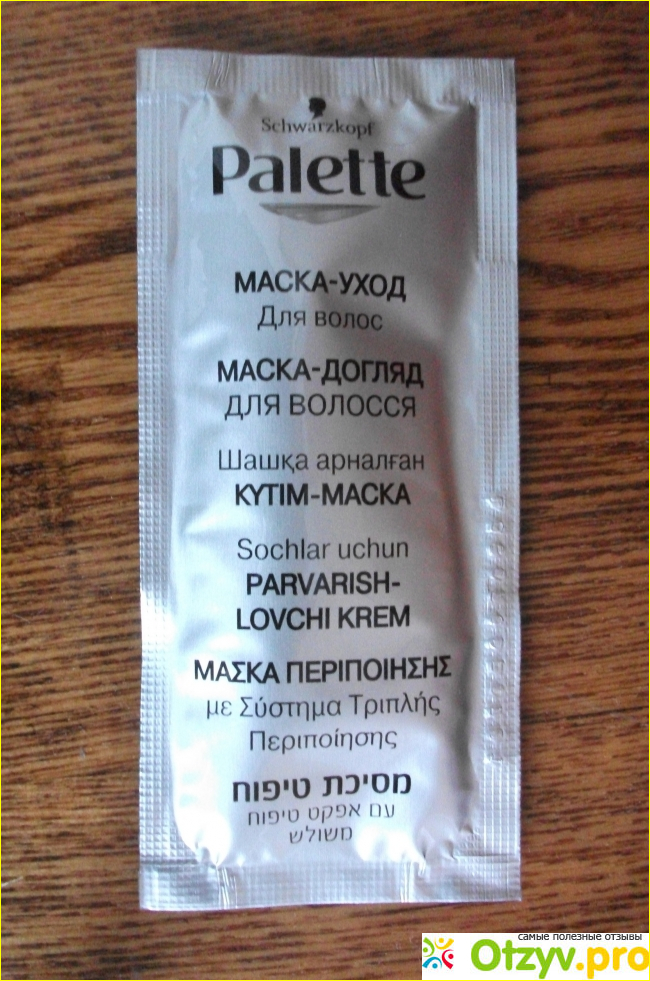 Schwarzkopf
Palette
МАСКА-УХОД
Для волос
МАСКА-ДОГЛЯД
ДЛЯ ВОЛОССЯ
Шашқа арналған
КҮТІМ-МАСКА
Sochlar uchun
PARVARISH-
LOVCHI KREM
ΜΑΣΚΑ ΠΕΡΙΠΟΙΗΣΗΣ
με Σύστημα Τριπλής
Περιποίησης
מסיכת טיפוח
עם אפקט טיפוח
משולש
самые полезные отзывы
Otzyv.pro